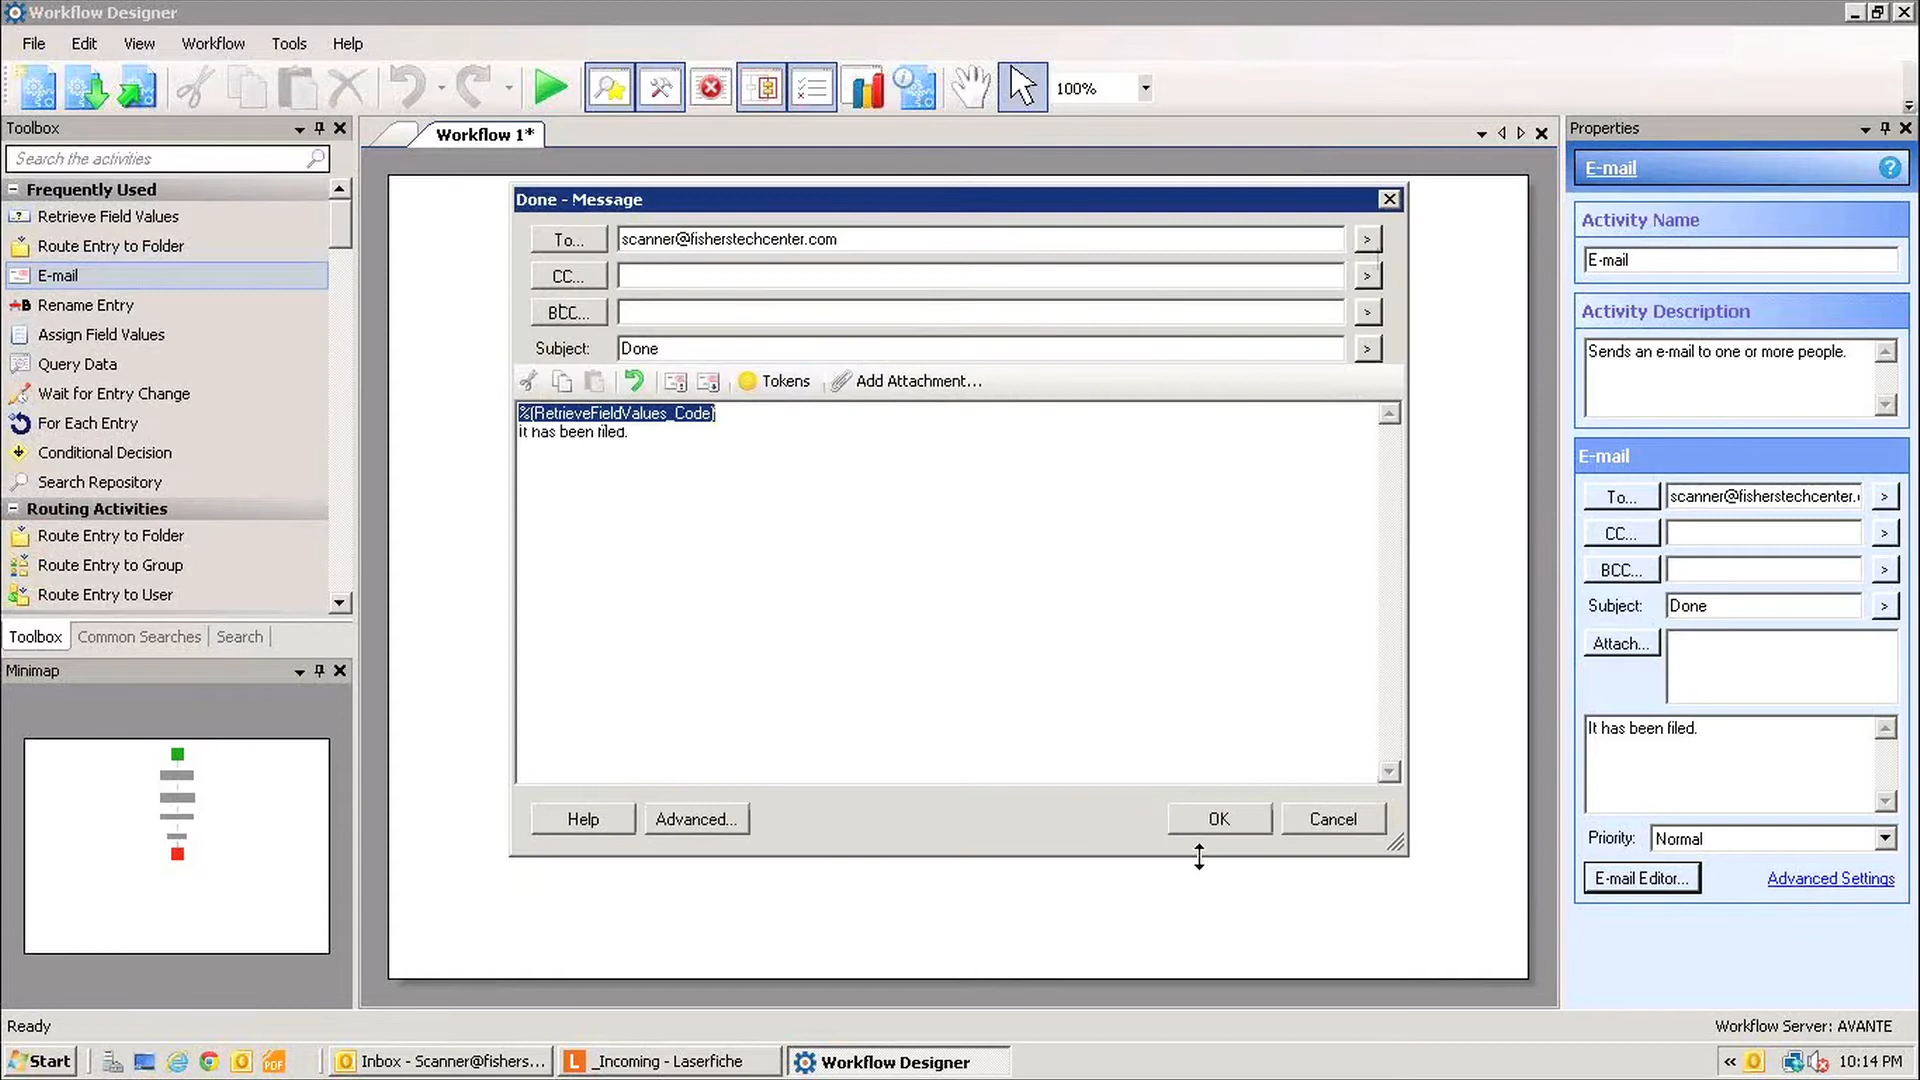 Workflow Designer
File Edit View Workflow Tools Help
100%
Toolbox
Search the activities
Frequently Used
Retrieve Field Values
Route Entry to Folder
E-mail
Rename Entry
Assign Field Values
Query Data
Wait for Entry Change
For Each Entry
Conditional Decision
Search Repository
Routing Activities
Route Entry to Folder
Route Entry to Group
Route Entry to User
Toolbox Common Searches Search
Minimap
Workflow 1*
Done - Message
To... scanner@fisherstechcenter.com >
CC... >
BCC... >
Subject: Done >
Tokens Add Attachment...
%(RetrieveFieldValues_Code)
It has been filed.
Help Advanced... OK Cancel
Properties
E-mail
Activity Name
E-mail
Activity Description
Sends an e-mail to one or more people.
E-mail
To... scanner@fisherstechcenter. >
CC... >
BCC... >
Subject: Done >
Attach...
It has been filed.
Priority: Normal
E-mail Editor... Advanced Settings
Ready Workflow Server: AVANTE
Start PDF Inbox - Scanner@fishers... _Incoming - Laserfiche Workflow Designer « 10:14 PM